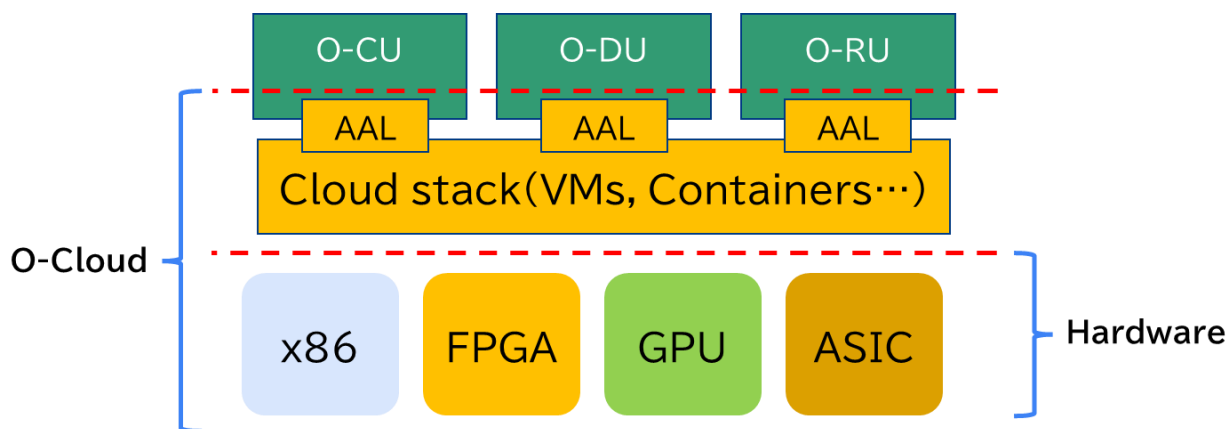 O-CU
O-DU
O-RU
AAL
AAL
AAL
Cloud stack(VMs, Containers…)
O-Cloud
x86
FPGA
GPU
ASIC
Hardware